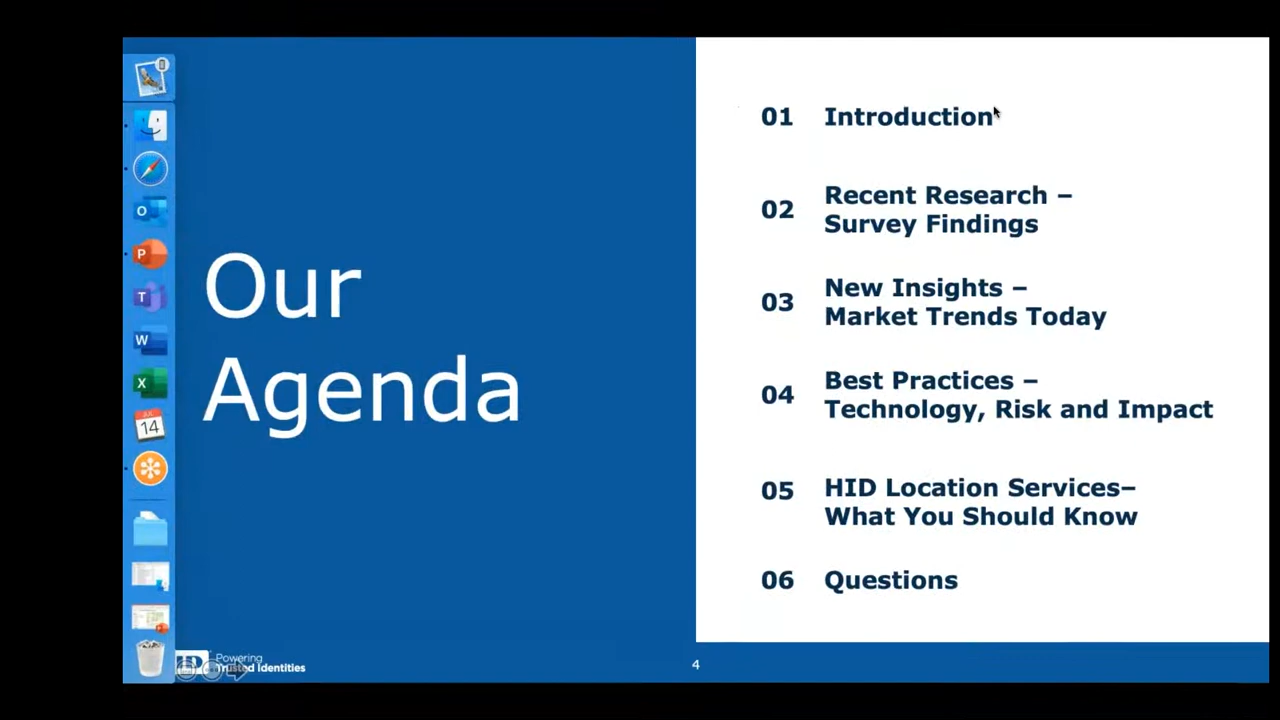 Our
Agenda
01 Introduction
02 Recent Research –
Survey Findings
03 New Insights –
Market Trends Today
04 Best Practices –
Technology, Risk and Impact
05 HID Location Services–
What You Should Know
06 Questions
JUL
14
Powering
Trusted Identities
4